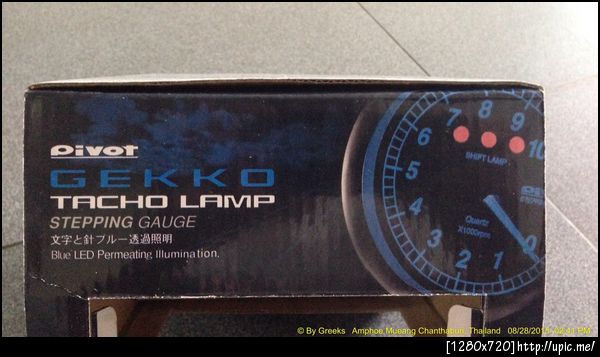 PIVOT
GEKKO
TACHO LAMP
STEPPING GAUGE
文字と針ブルー透過照明
Blue LED Permeating Illumination.
10
9
8
7
6
5
4
3
2
1
0
SHIFT LAMP
Quartz
X1000rpm
© By Greeks Amphoe Mueang Chanthaburi, Thailand
[1280x720]http://upic.me/